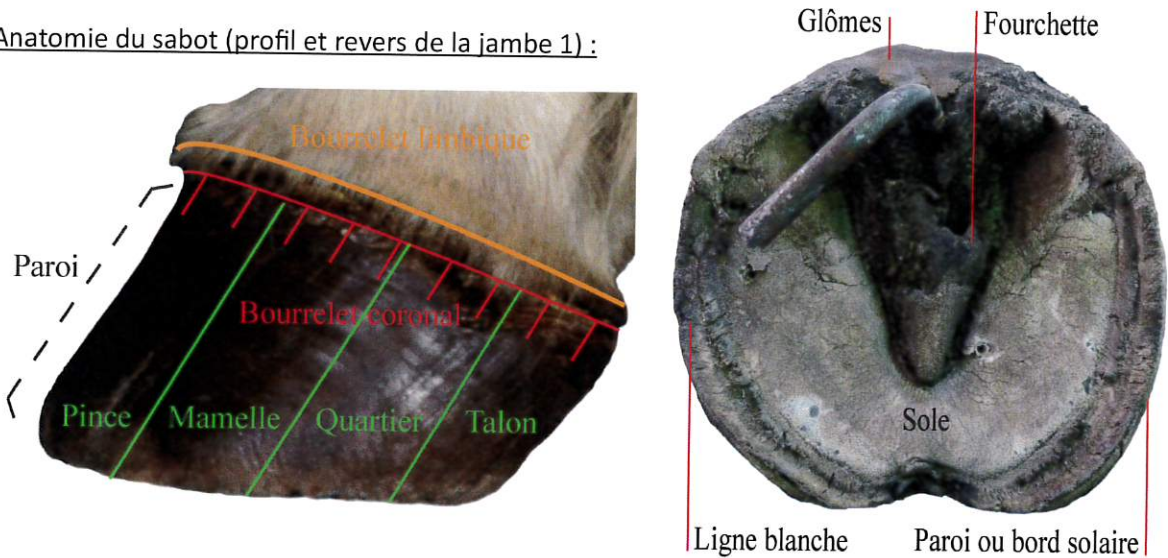 Anatomie du sabot (profil et revers de la jambe 1) :
Glômes
Fourchette
Bourrelet limbique
Paroi
Bourrelet coronal
Pince
Mamelle
Quartier
Talon
Sole
Ligne blanche
Paroi ou bord solaire